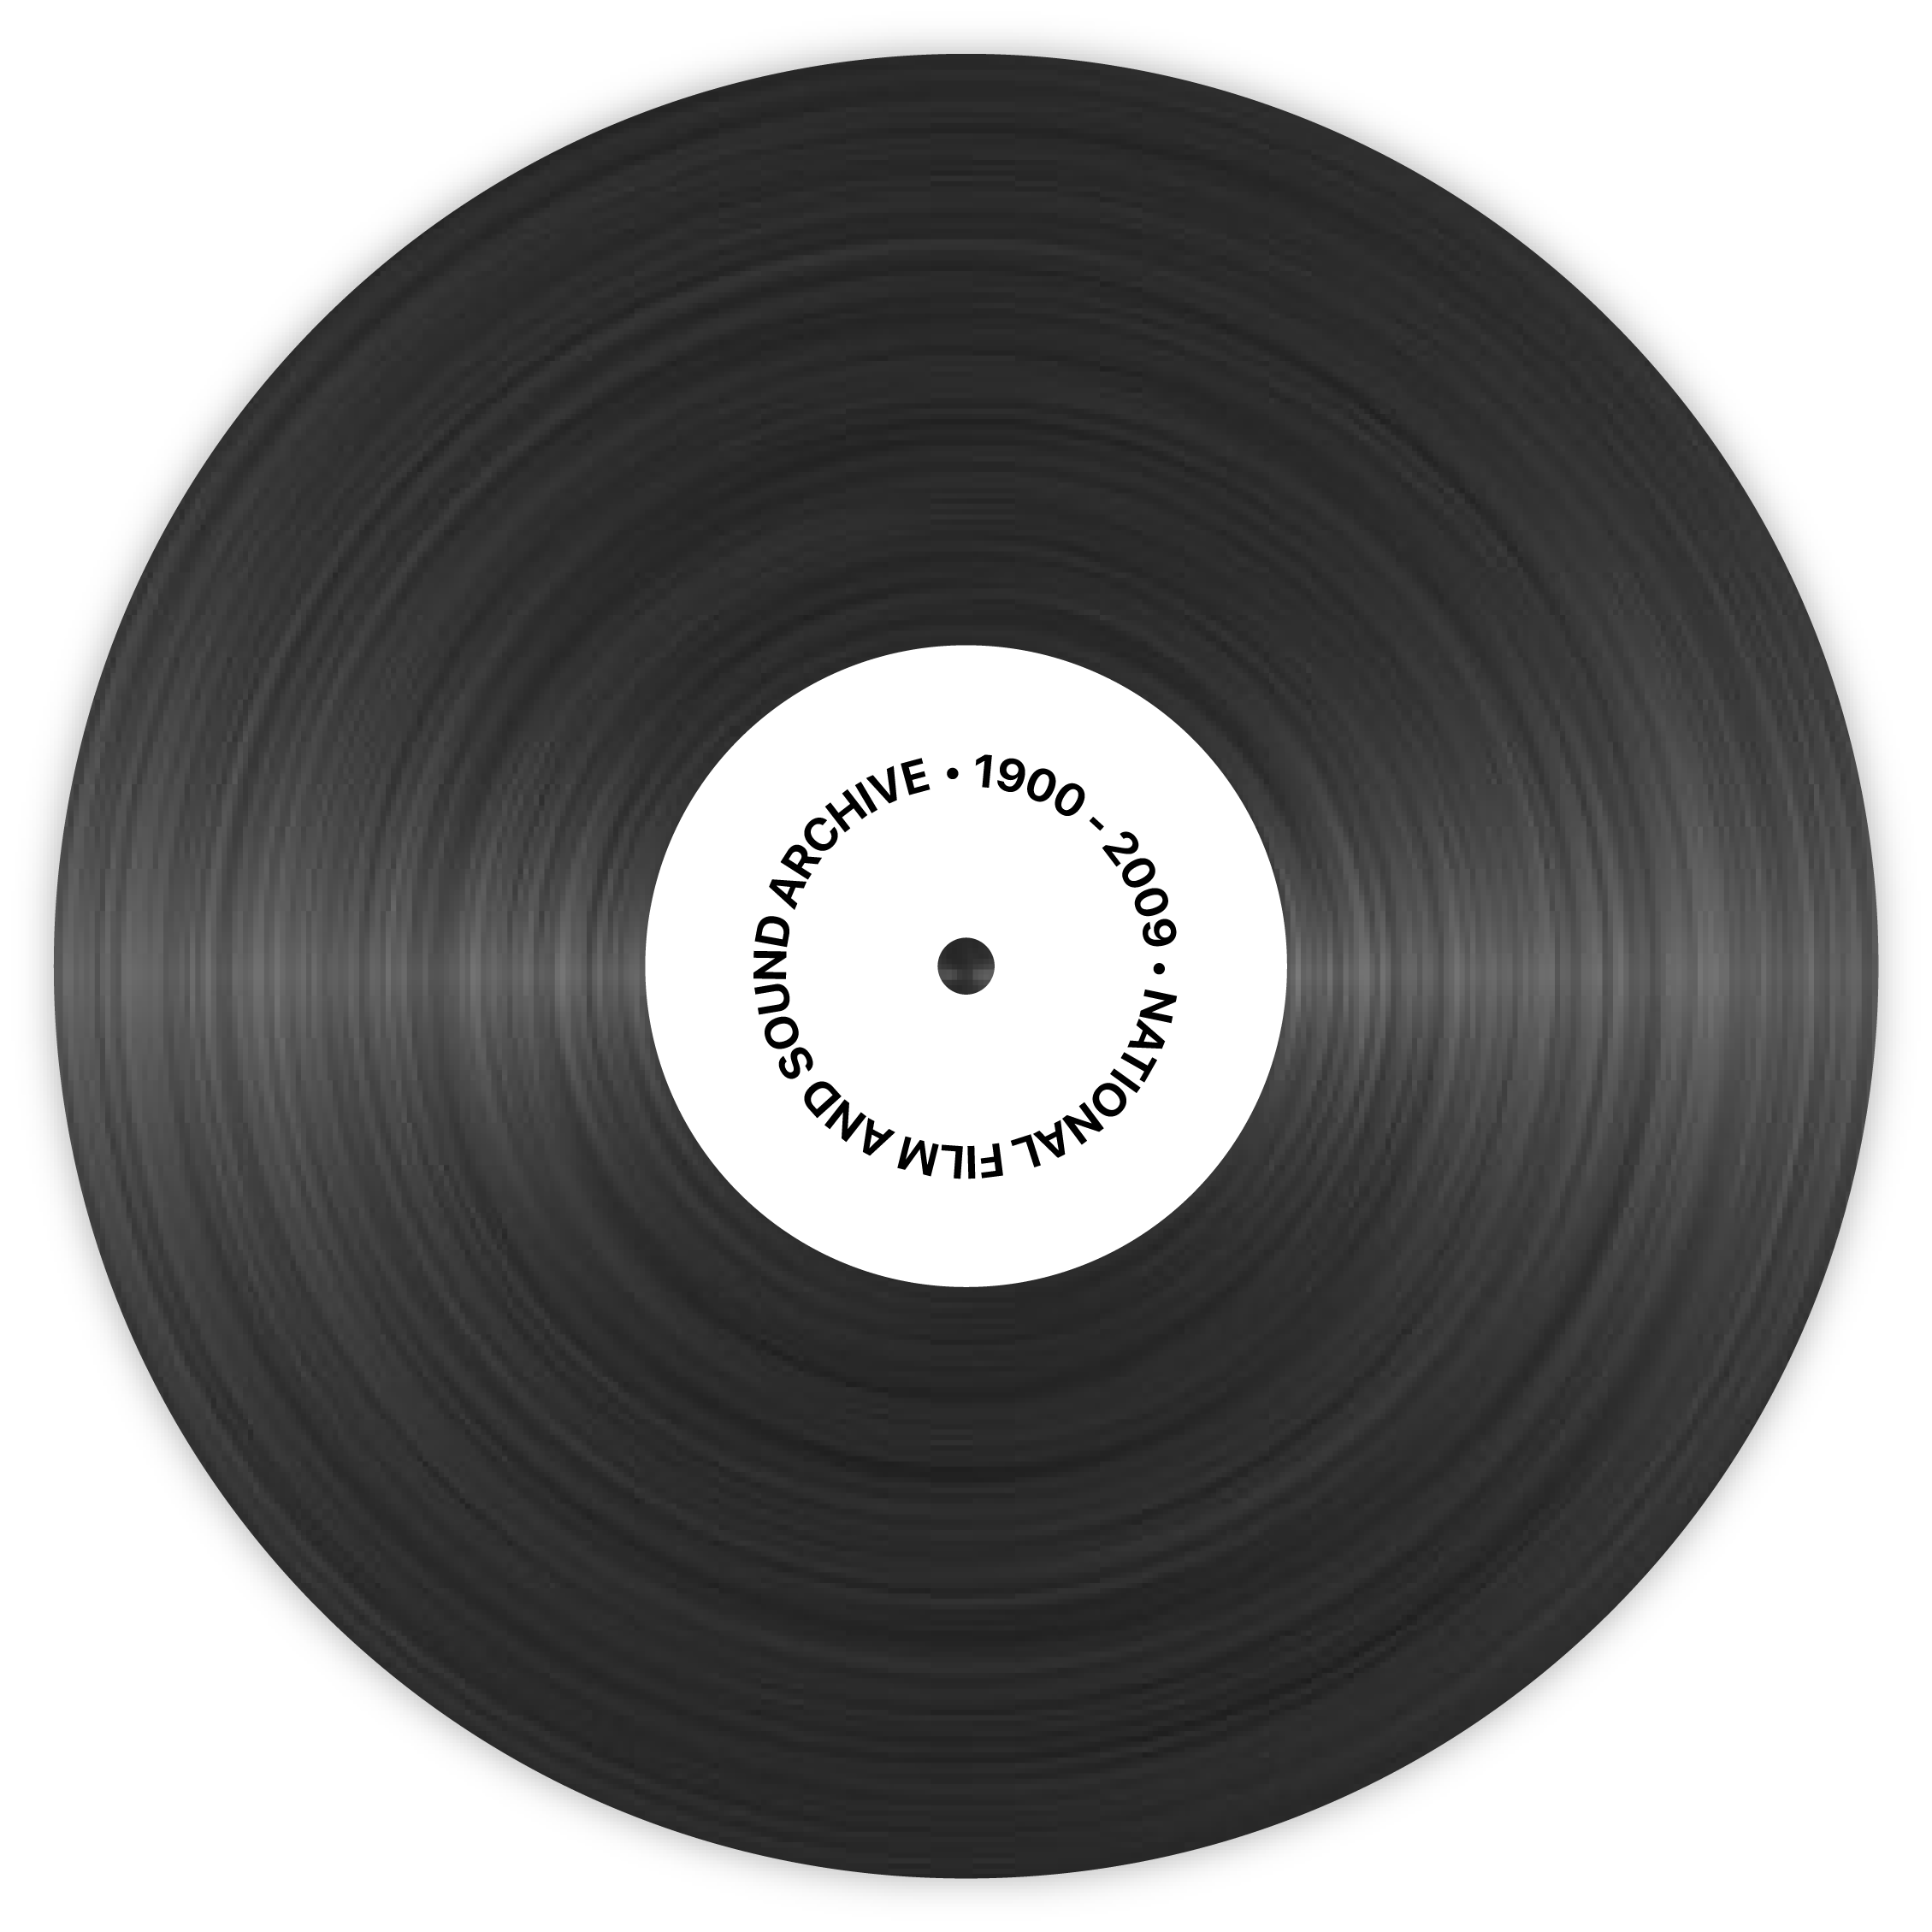 1900 - 2009 • NATIONAL FILM AND SOUND ARCHIVE •